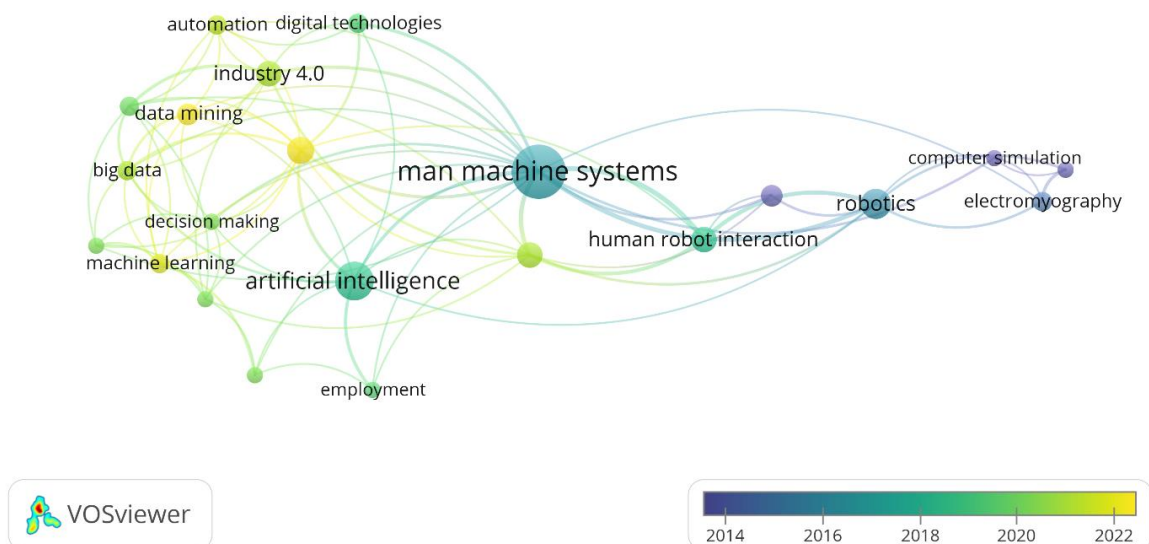 automation
digital technologies
industry 4.0
data mining
man machine systems
computer simulation
big data
robotics
electromyography
decision making
human robot interaction
machine learning
artificial intelligence
employment
VOSviewer
2014
2016
2018
2020
2022